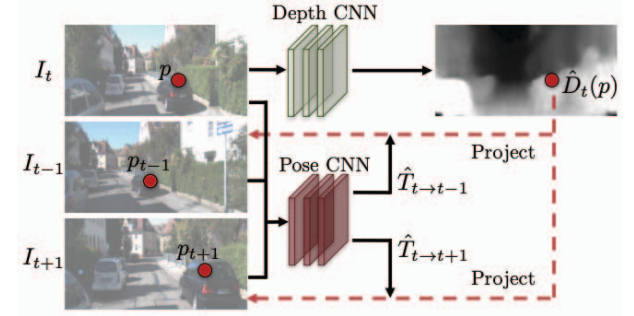 Depth CNN
I_t
p
D̂_t(p)
Project
I_{t-1}
p_{t-1}
Pose CNN
T̂_{t→t-1}
I_{t+1}
p_{t+1}
T̂_{t→t+1}
Project